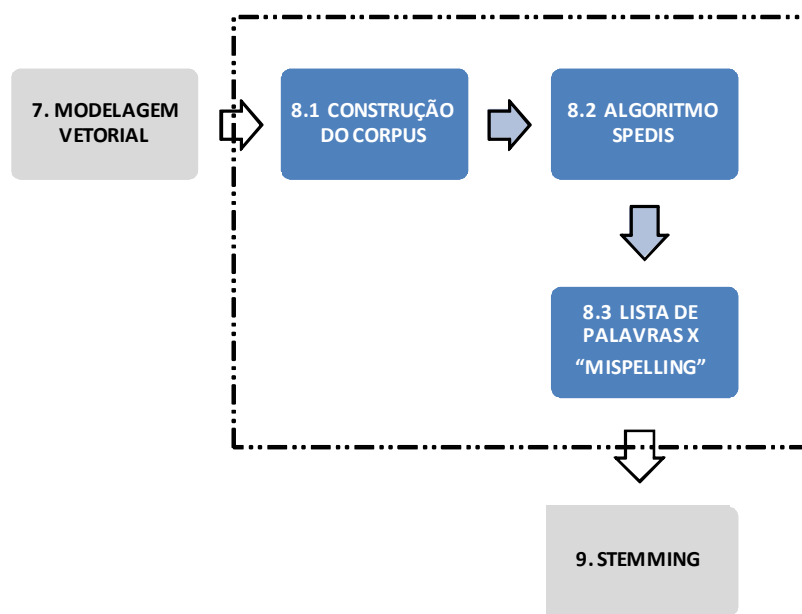 7. MODELAGEM
VETORIAL
8.1 CONSTRUÇÃO
DO CORPUS
8.2 ALGORITMO
SPEDIS
8.3 LISTA DE
PALAVRAS X
“MISPELLING”
9. STEMMING